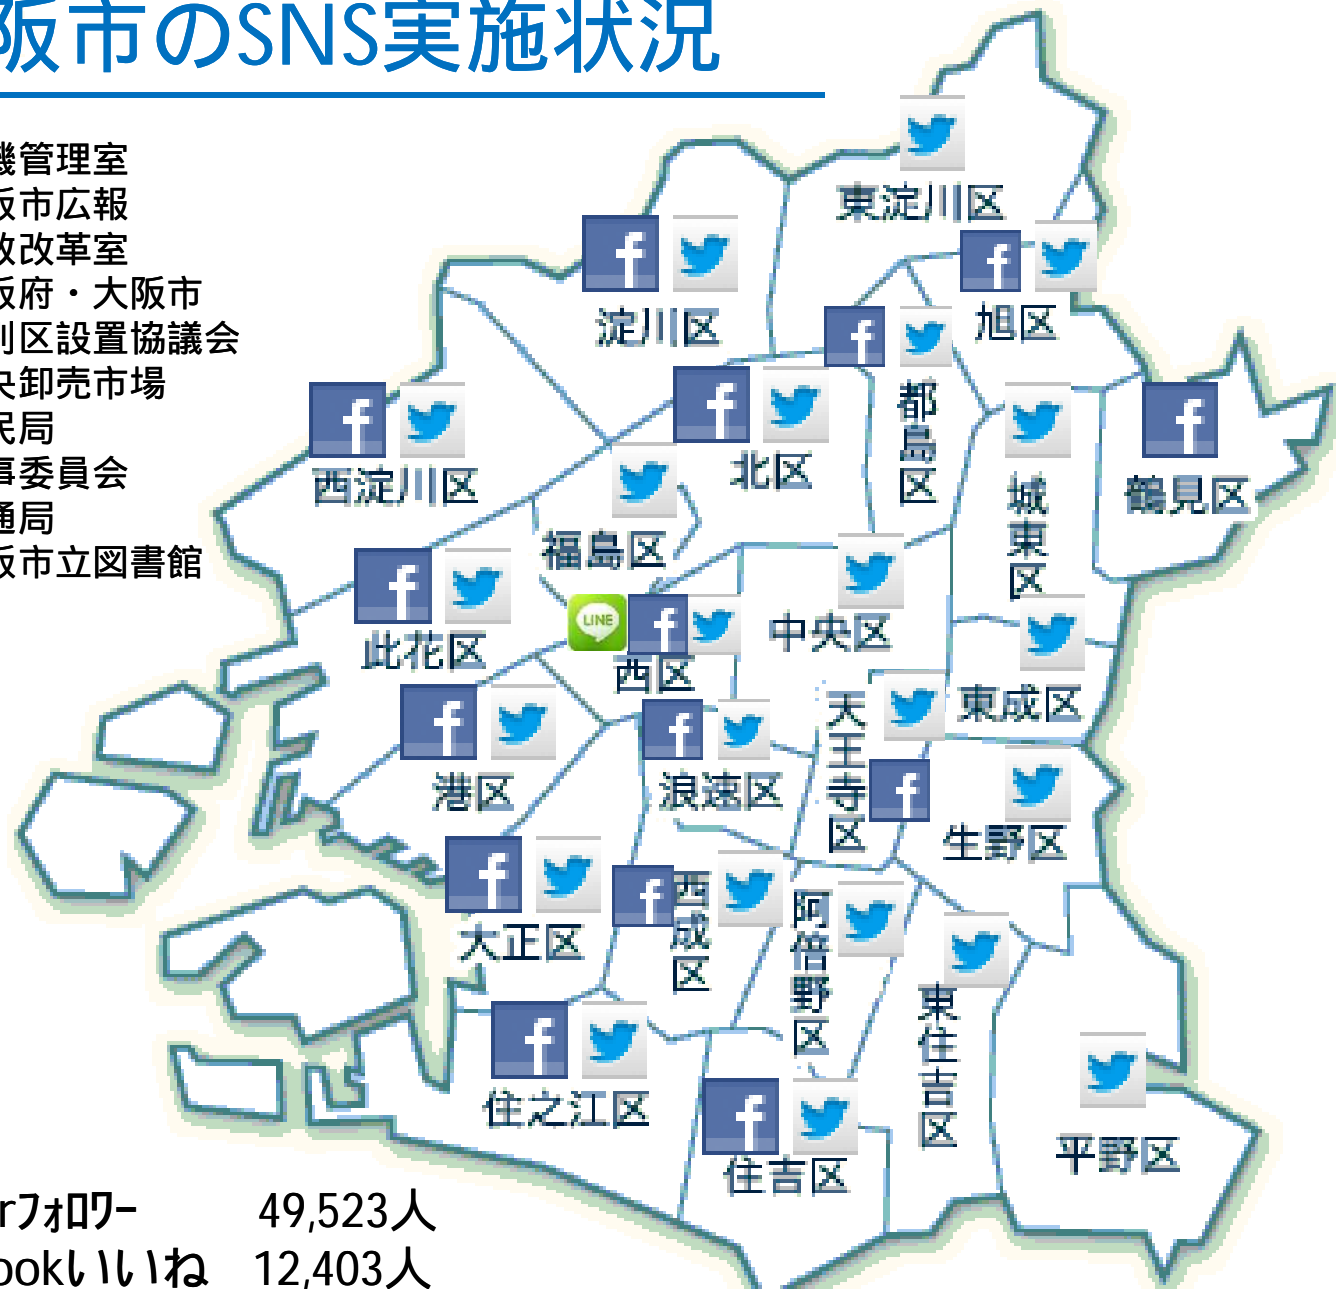 阪市のSNS実施状況
機管理室
阪市広報
政改革室
阪府・大阪市
別区設置協議会
央卸売市場
民局
事委員会
通局
阪市立図書館
東淀川区
淀川区
旭区
都島区
北区
西淀川区
城東区
鶴見区
福島区
LINE
中央区
此花区
西区
東成区
天王寺区
港区
浪速区
生野区
大正区
西成区
阿倍野区
東住吉区
住之江区
住吉区
平野区
rフォロワー 49,523人
ookいいね 12,403人